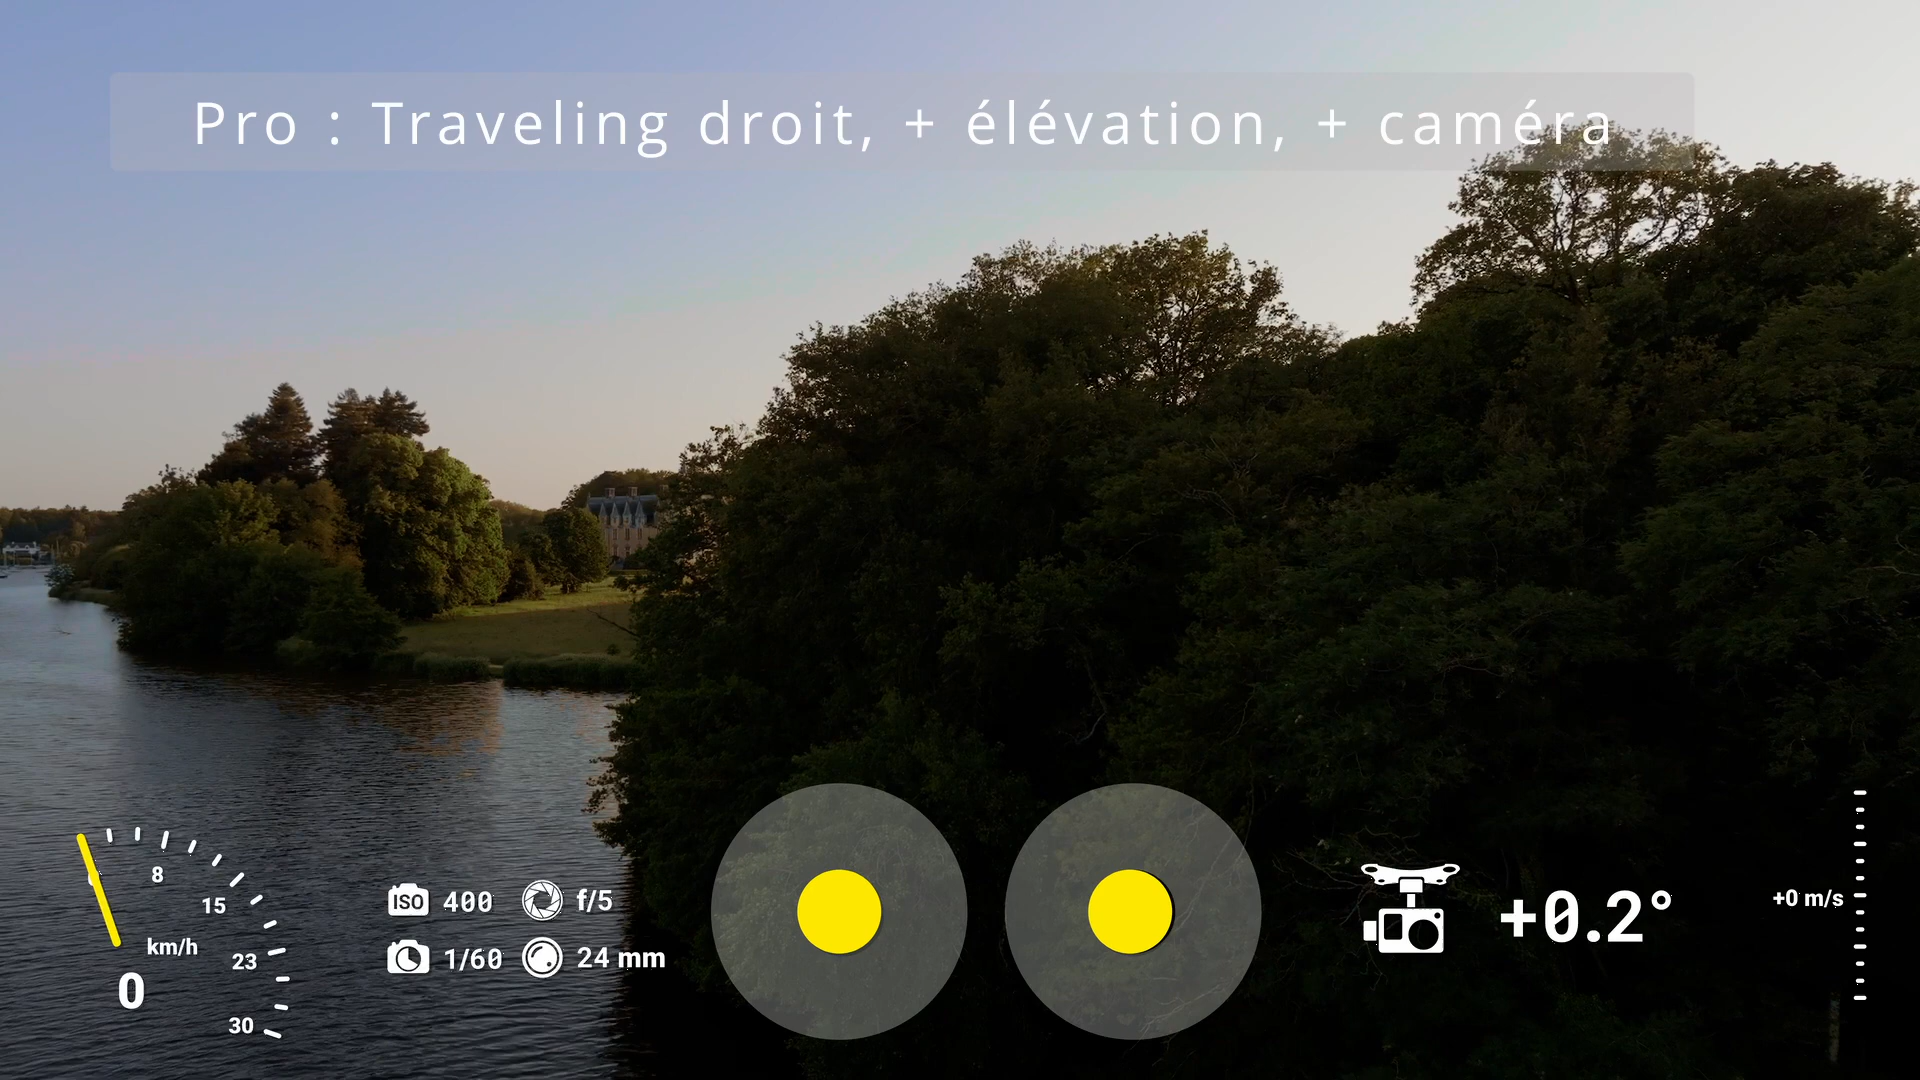 Pro : Traveling droit, + élévation, + caméra
8
15
23
30
km/h
0
ISO 400 f/5
1/60 24 mm
+0.2°
+0 m/s